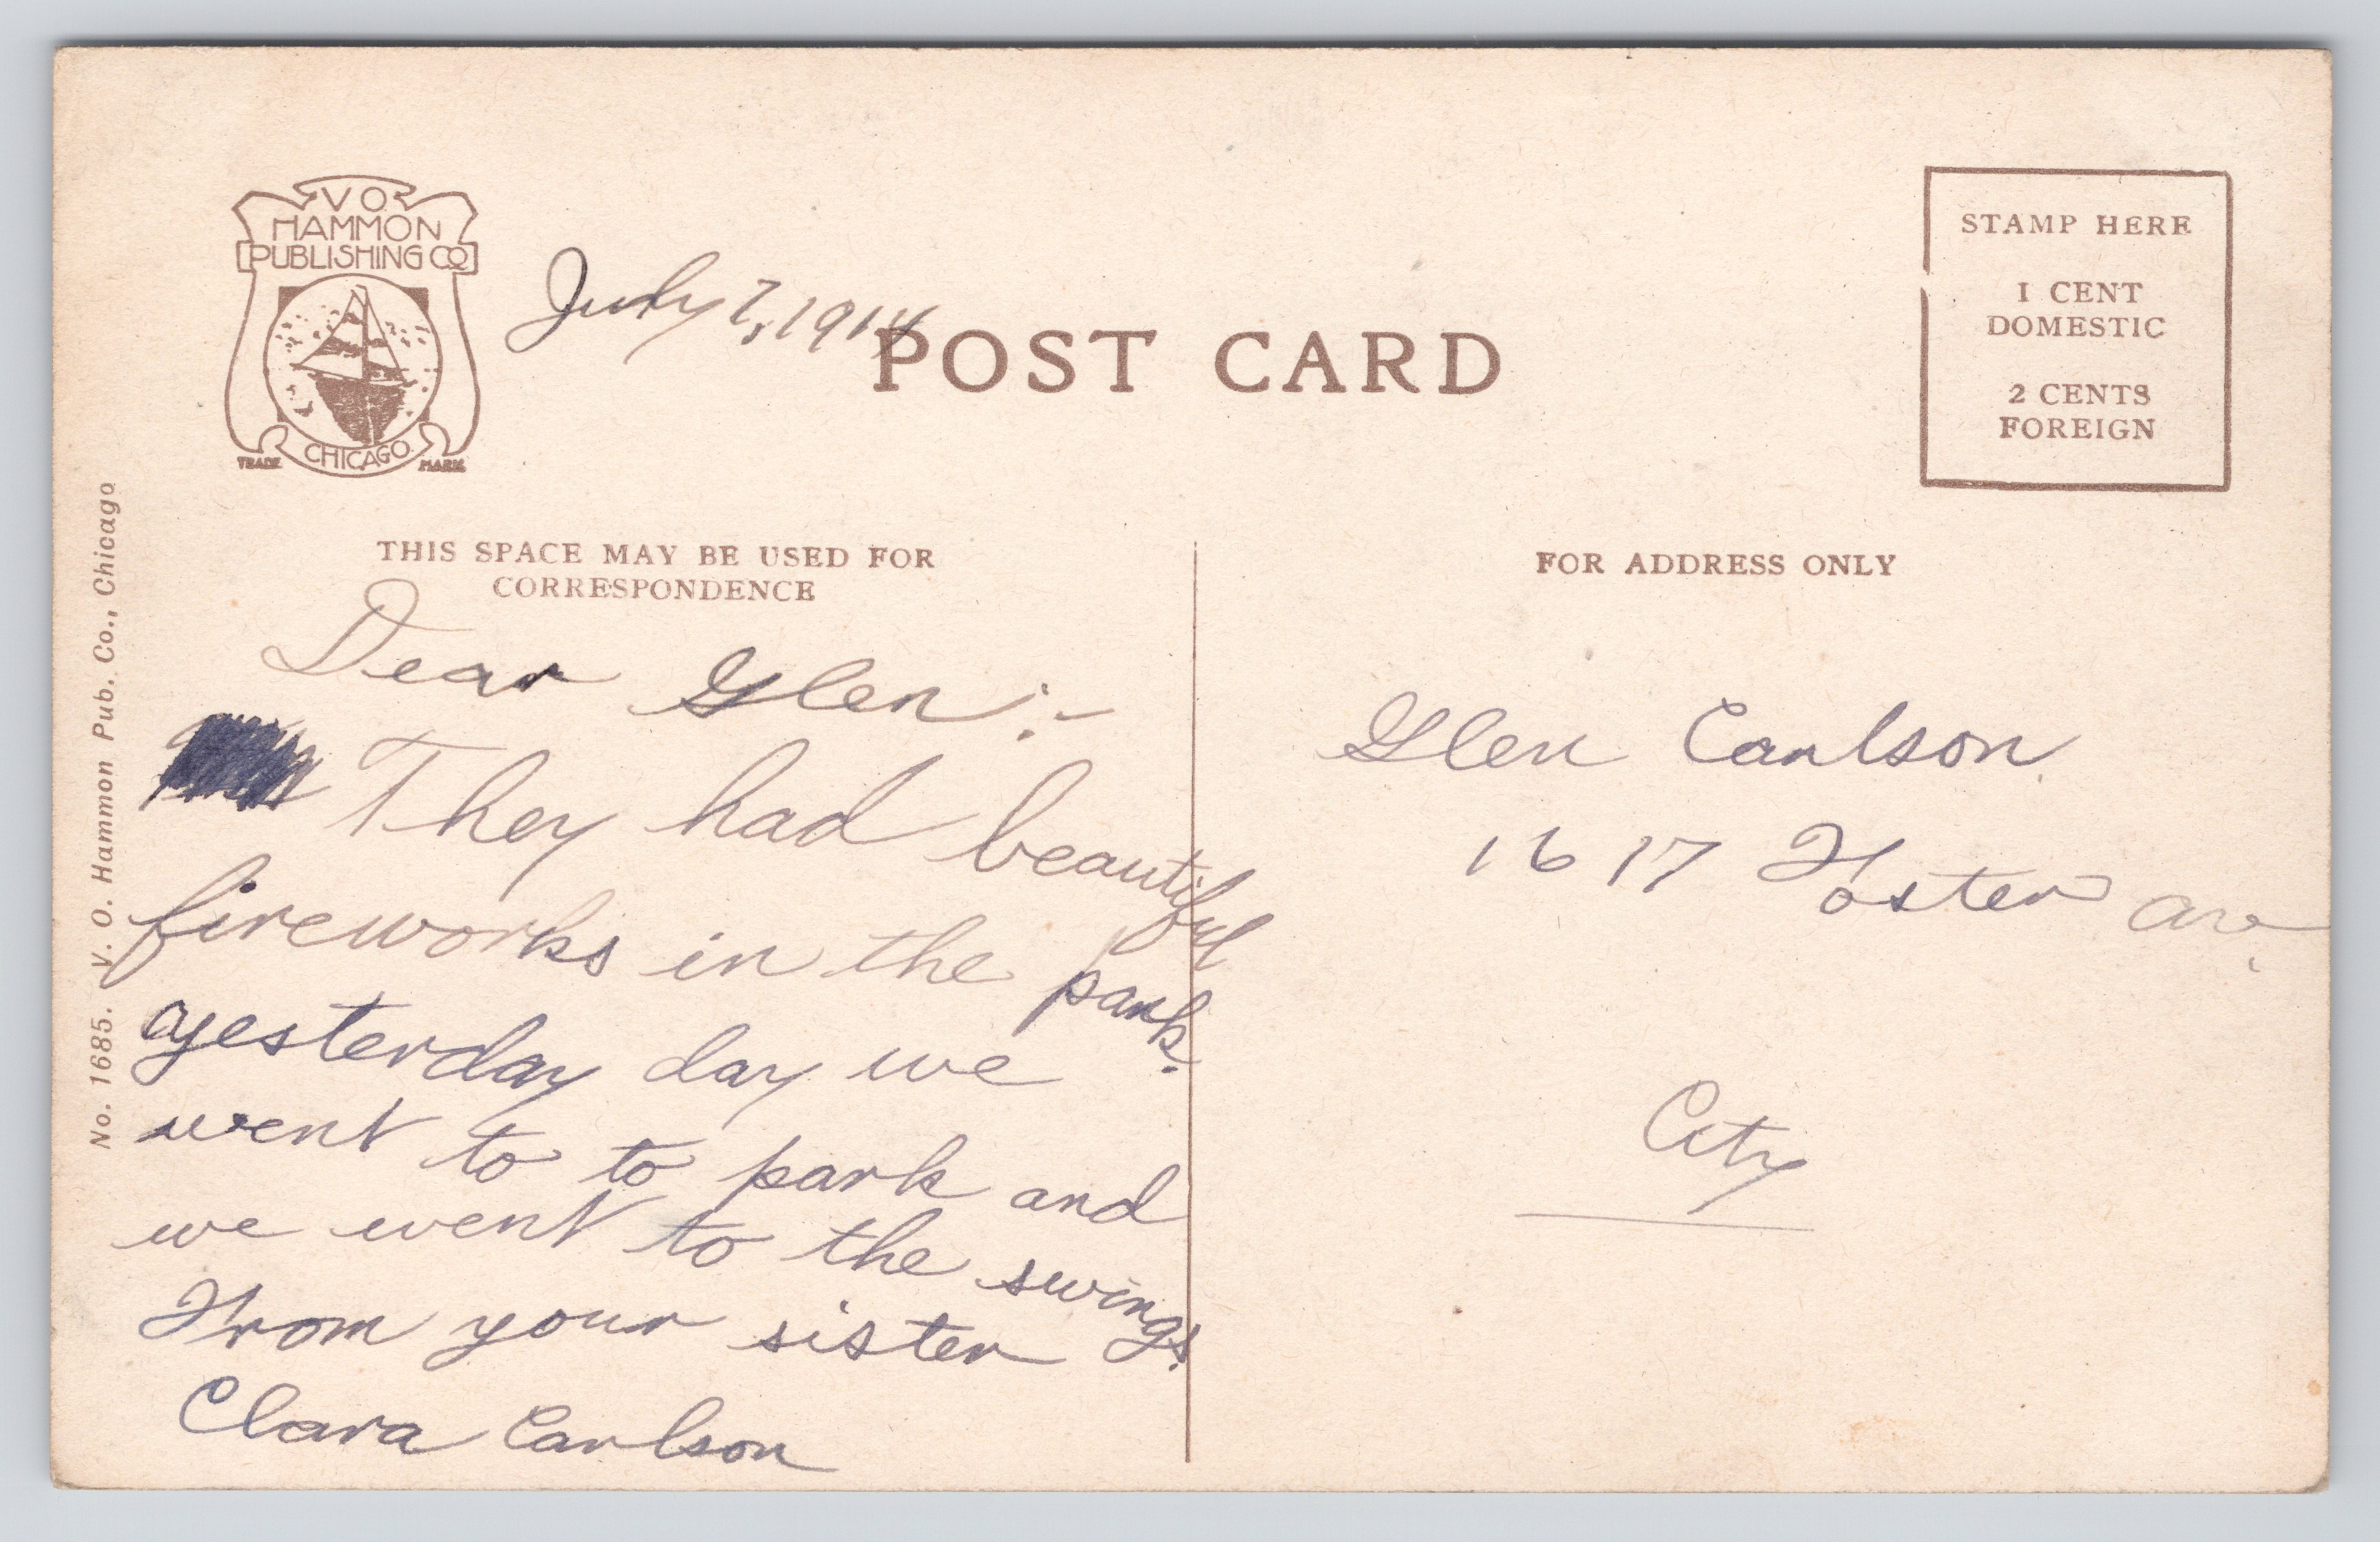 V O
HAMMON
PUBLISHING CO
CHICAGO
TRADE MARK
July 7, 1914
POST CARD
STAMP HERE
1 CENT
DOMESTIC
2 CENTS
FOREIGN
THIS SPACE MAY BE USED FOR
CORRESPONDENCE
Dear Glen:-
They had beautiful
fireworks in the park.
yesterday day we
went to to park and
we went to the swings.
From your sister
Clara Carlson
FOR ADDRESS ONLY
Glen Carlson
1617 Foster ave.
City
No. 1685. V. O. Hammon Pub. Co., Chicago